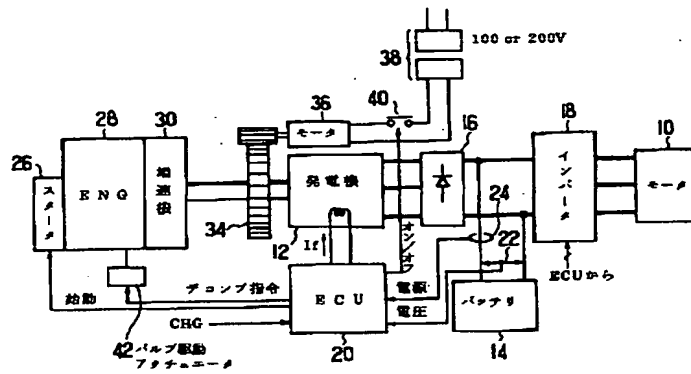 38
100 or 200V
36
モータ
40
28
30
26
スタータ
ENG
増速機
34
発電機
12
If
オン/オフ
16
18
インバータ
10
モータ
24
22
ECUから
デコンプ指令
始動
CHG
ECU
20
電源
電圧
バッテリ
14
42 バルブ駆動
アクチュエータ